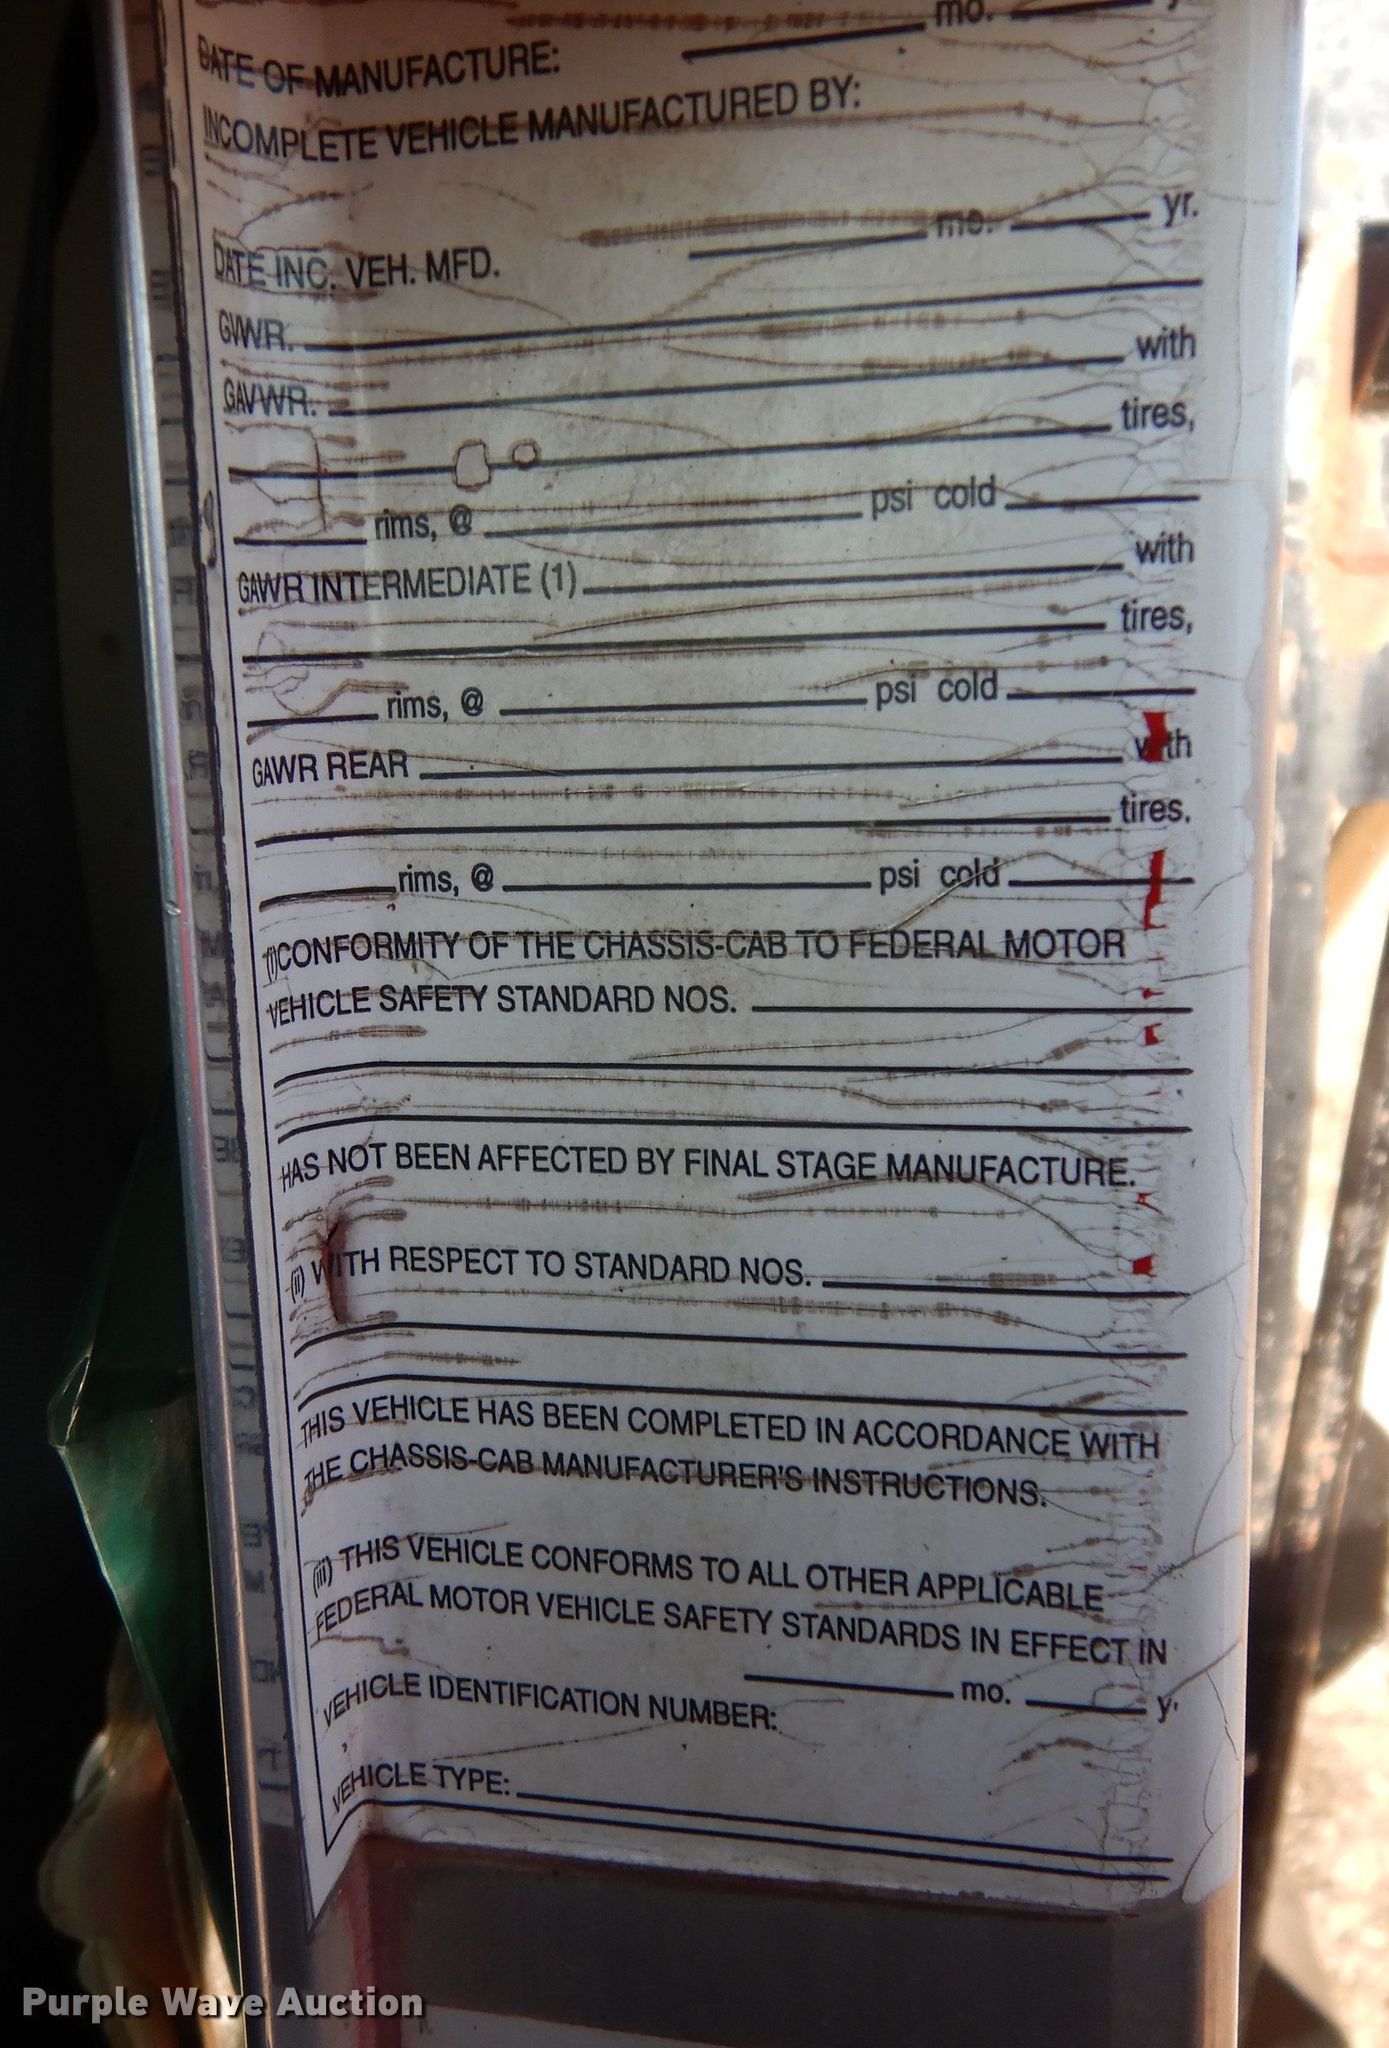 mo.
DATE OF MANUFACTURE:
INCOMPLETE VEHICLE MANUFACTURED BY:
mo. yr.
DATE INC. VEH. MFD.
GVWR.
GAVWR. with
tires,
rims, @ psi cold
GAWR INTERMEDIATE (1) with
tires,
rims, @ psi cold
GAWR REAR with
tires.
rims, @ psi cold
(i)CONFORMITY OF THE CHASSIS-CAB TO FEDERAL MOTOR
VEHICLE SAFETY STANDARD NOS.
HAS NOT BEEN AFFECTED BY FINAL STAGE MANUFACTURE.
(ii) WITH RESPECT TO STANDARD NOS.
THIS VEHICLE HAS BEEN COMPLETED IN ACCORDANCE WITH
THE CHASSIS-CAB MANUFACTURER'S INSTRUCTIONS.
(iii) THIS VEHICLE CONFORMS TO ALL OTHER APPLICABLE
FEDERAL MOTOR VEHICLE SAFETY STANDARDS IN EFFECT IN
mo. y
VEHICLE IDENTIFICATION NUMBER:
VEHICLE TYPE:
Purple Wave Auction